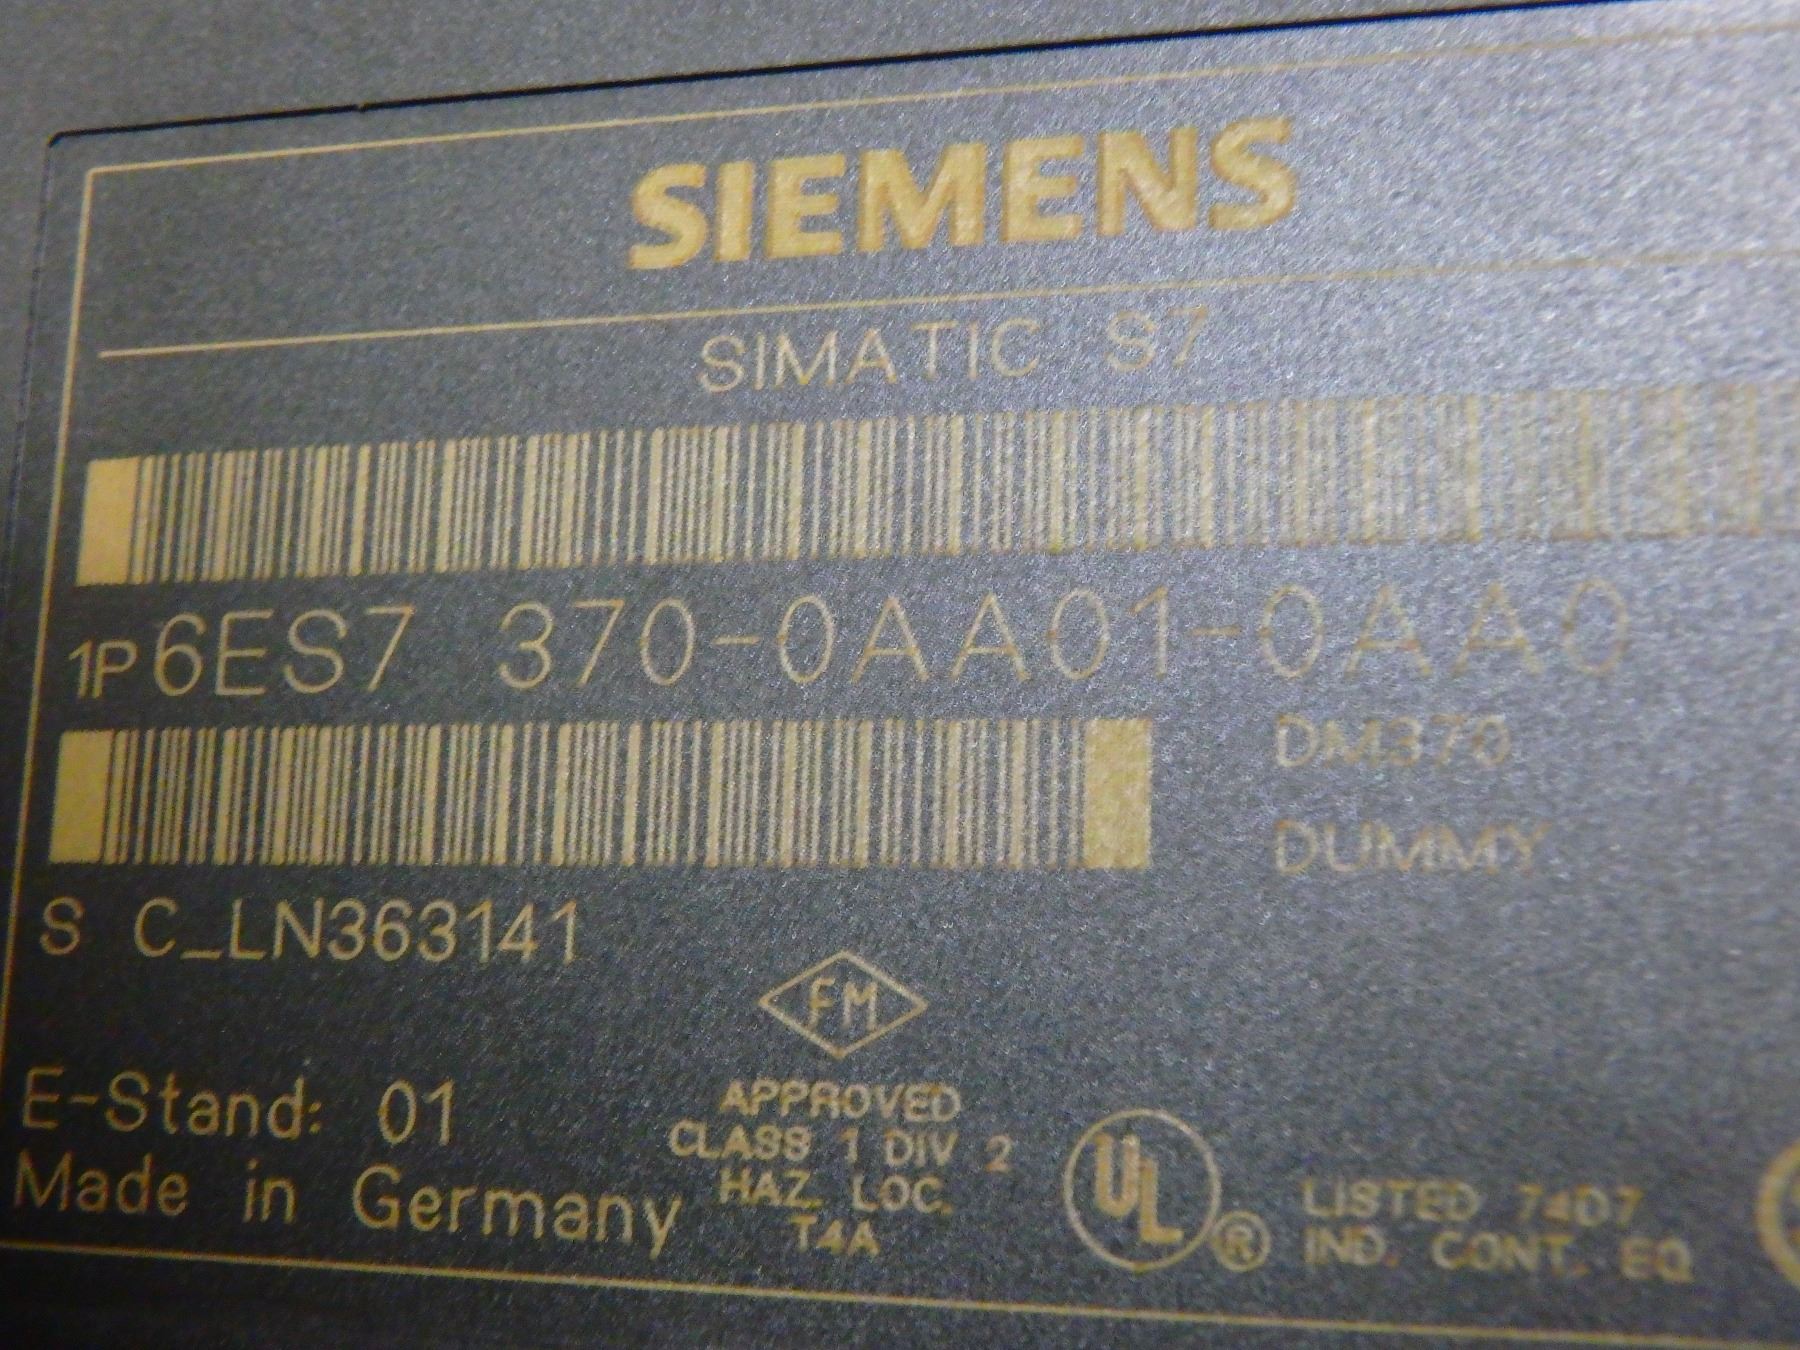 SIEMENS
SIMATIC S7
1P 6ES7 370-0AA01-0AA0
DM370
DUMMY
S C_LN363141
FM
E-Stand: 01
Made in Germany
APPROVED
CLASS 1 DIV 2
HAZ. LOC.
T4A
UL ®
LISTED 74D7
IND. CONT. EQ